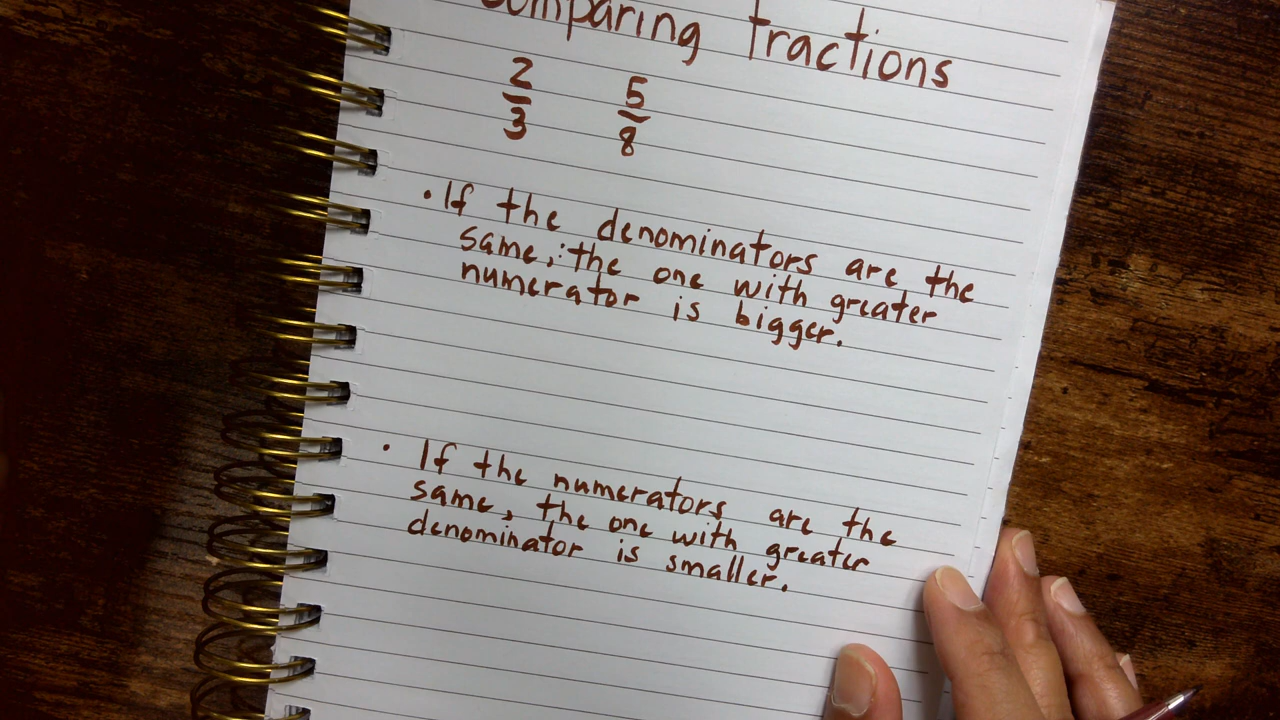 Comparing fractions
2/3 5/8
• If the denominators are the
same, the one with greater
numerator is bigger.
• If the numerators are the
same, the one with greater
denominator is smaller.